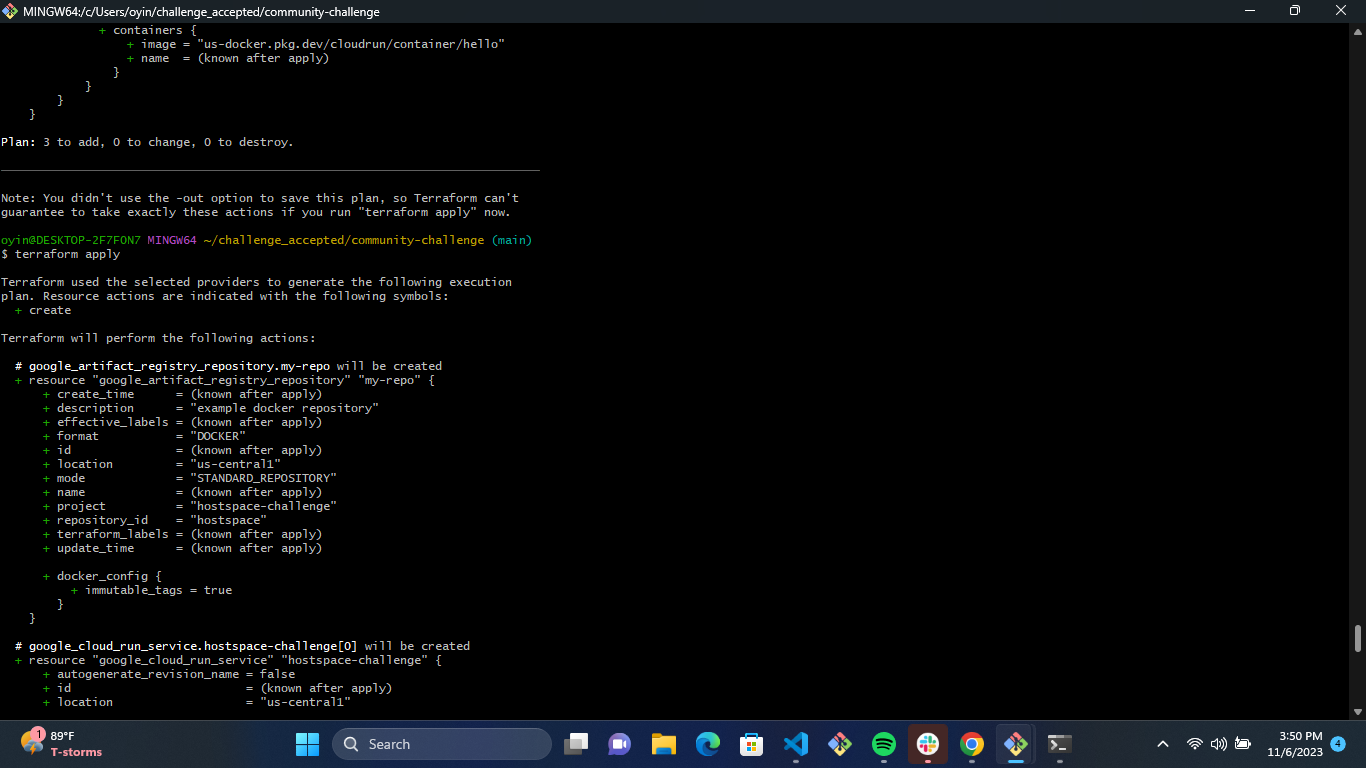 MINGW64:/c/Users/oyin/challenge_accepted/community-challenge
+ containers {
+ image = "us-docker.pkg.dev/cloudrun/container/hello"
+ name  = (known after apply)
}
}
}
}
Plan: 3 to add, 0 to change, 0 to destroy.
Note: You didn't use the -out option to save this plan, so Terraform can't
guarantee to take exactly these actions if you run "terraform apply" now.
oyin@DESKTOP-2F7FON7 MINGW64 ~/challenge_accepted/community-challenge (main)
$ terraform apply
Terraform used the selected providers to generate the following execution
plan. Resource actions are indicated with the following symbols:
+ create
Terraform will perform the following actions:
# google_artifact_registry_repository.my-repo will be created
+ resource "google_artifact_registry_repository" "my-repo" {
+ create_time      = (known after apply)
+ description      = "example docker repository"
+ effective_labels = (known after apply)
+ format           = "DOCKER"
+ id               = (known after apply)
+ location         = "us-central1"
+ mode             = "STANDARD_REPOSITORY"
+ name             = (known after apply)
+ project          = "hostspace-challenge"
+ repository_id    = "hostspace"
+ terraform_labels = (known after apply)
+ update_time      = (known after apply)
+ docker_config {
+ immutable_tags = true
}
}
# google_cloud_run_service.hostspace-challenge[0] will be created
+ resource "google_cloud_run_service" "hostspace-challenge" {
+ autogenerate_revision_name = false
+ id                         = (known after apply)
+ location                   = "us-central1"
1
89°F
T-storms
Search
3:50 PM
11/6/2023
4